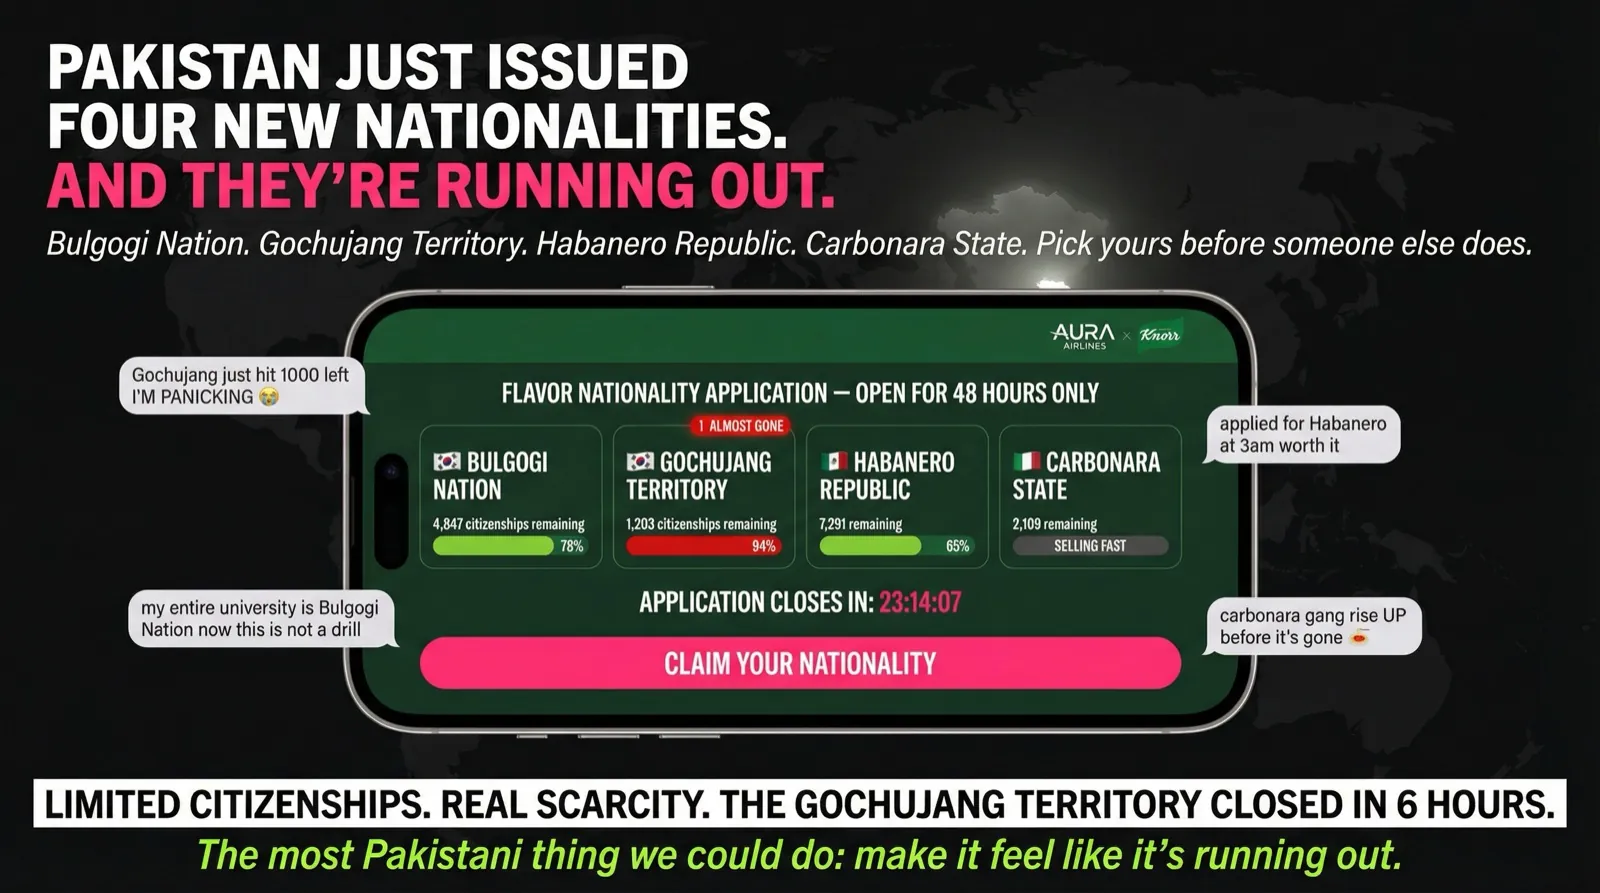 PAKISTAN JUST ISSUED
FOUR NEW NATIONALITIES.
AND THEY'RE RUNNING OUT.
Bulgogi Nation. Gochujang Territory. Habanero Republic. Carbonara State. Pick yours before someone else does.
AURA
AIRLINES
×
Knorr
Gochujang just hit 1000 left
I'M PANICKING 😭
FLAVOR NATIONALITY APPLICATION — OPEN FOR 48 HOURS ONLY
1 ALMOST GONE
🇰🇷 BULGOGI
NATION
4,847 citizenships remaining
78%
🇰🇷 GOCHUJANG
TERRITORY
1,203 citizenships remaining
94%
🇲🇽 HABANERO
REPUBLIC
7,291 remaining
65%
🇮🇹 CARBONARA
STATE
2,109 remaining
SELLING FAST
applied for Habanero
at 3am worth it
my entire university is Bulgogi
Nation now this is not a drill
APPLICATION CLOSES IN: 23:14:07
carbonara gang rise UP
before it's gone 🍝
CLAIM YOUR NATIONALITY
LIMITED CITIZENSHIPS. REAL SCARCITY. THE GOCHUJANG TERRITORY CLOSED IN 6 HOURS.
The most Pakistani thing we could do: make it feel like it's running out.